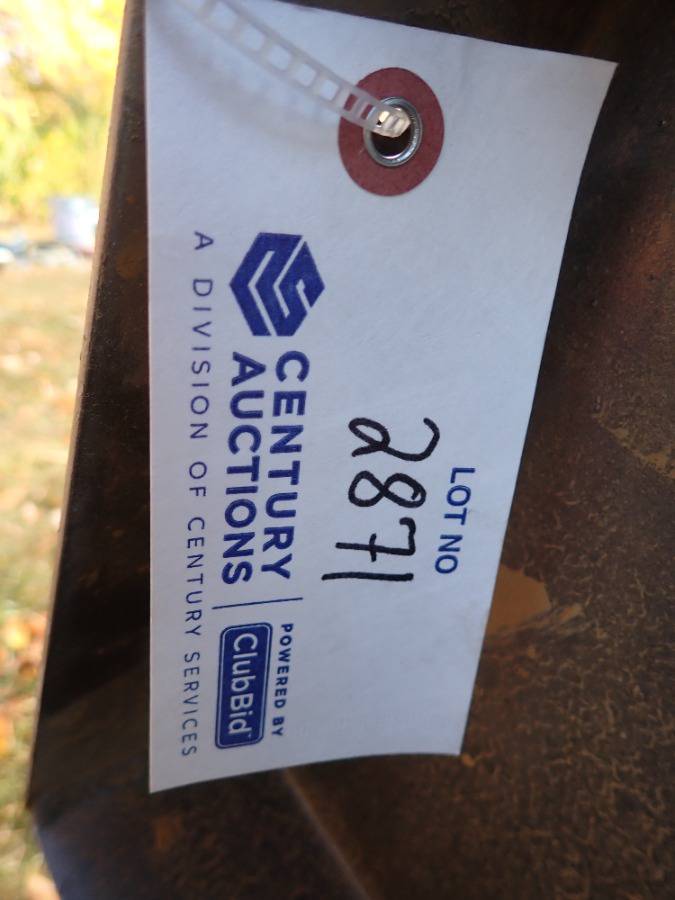 LOT NO
2871
CENTURY
AUCTIONS
POWERED BY
ClubBid
A DIVISION OF CENTURY SERVICES